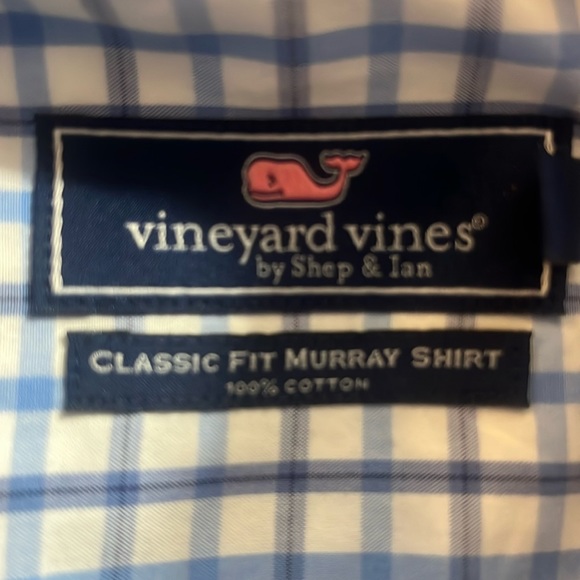 vineyard vines®
by Shep & Ian
CLASSIC FIT MURRAY SHIRT
100% COTTON